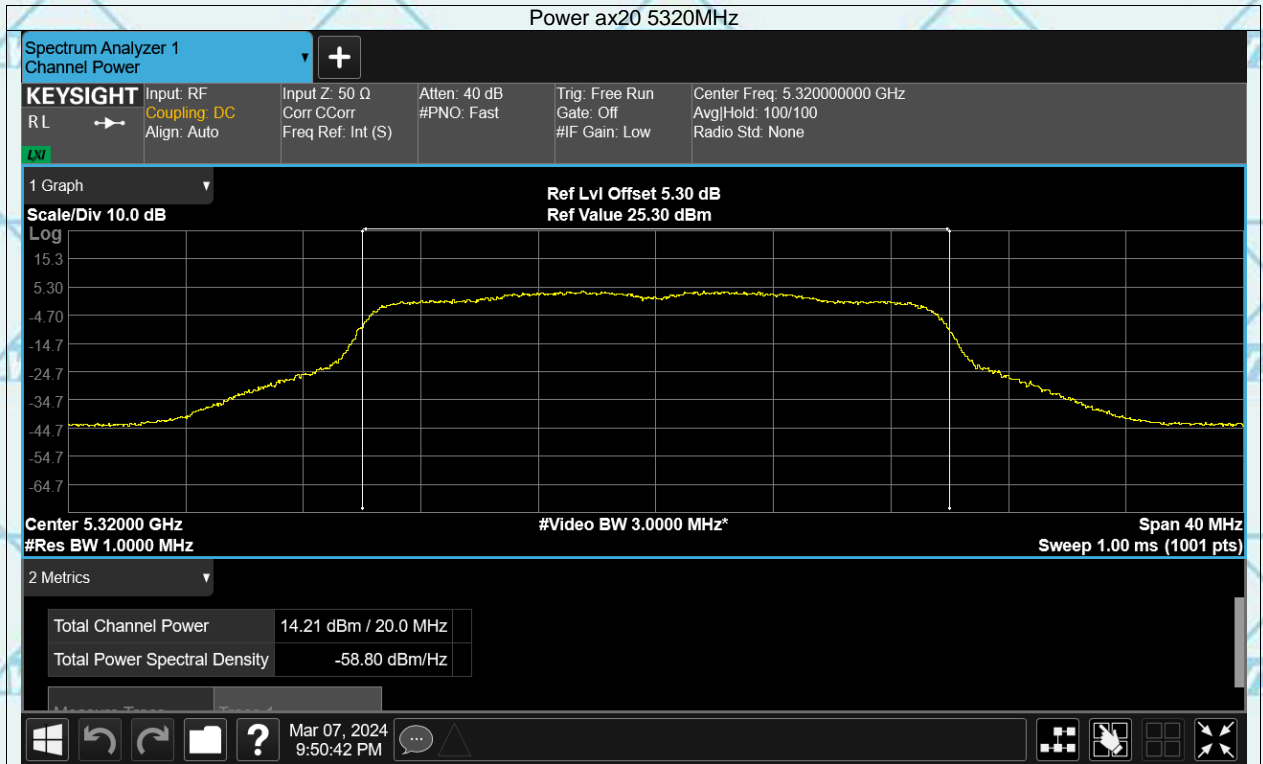 Power ax20 5320MHz
Spectrum Analyzer 1
Channel Power
KEYSIGHT
R L
LXI
Input: RF
Coupling: DC
Align: Auto
Input Z: 50 Ω
Corr CCorr
Freq Ref: Int (S)
Atten: 40 dB
#PNO: Fast
Trig: Free Run
Gate: Off
#IF Gain: Low
Center Freq: 5.320000000 GHz
Avg|Hold: 100/100
Radio Std: None
1 Graph
Scale/Div 10.0 dB
Ref Lvl Offset 5.30 dB
Ref Value 25.30 dBm
Log
15.3
5.30
-4.70
-14.7
-24.7
-34.7
-44.7
-54.7
-64.7
Center 5.32000 GHz
#Video BW 3.0000 MHz*
Span 40 MHz
#Res BW 1.0000 MHz
Sweep 1.00 ms (1001 pts)
2 Metrics
Total Channel Power 14.21 dBm / 20.0 MHz
Total Power Spectral Density -58.80 dBm/Hz
Measure Trace Trace 1
?
Mar 07, 2024
9:50:42 PM